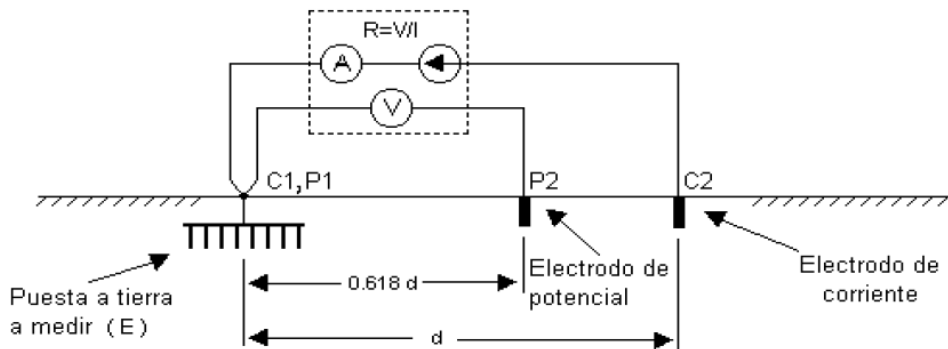 R=V/I
A
V
C1,P1
P2
C2
Puesta a tierra
a medir (E)
0.618 d
Electrodo de
potencial
Electrodo de
corriente
d